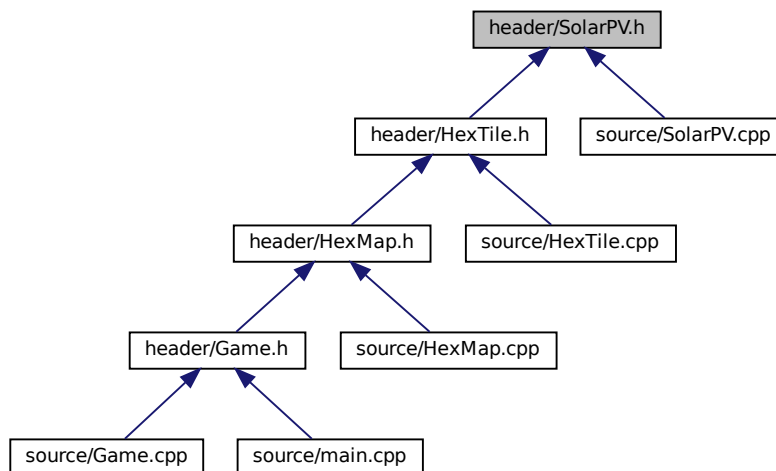 header/SolarPV.h
header/HexTile.h
source/SolarPV.cpp
header/HexMap.h
source/HexTile.cpp
header/Game.h
source/HexMap.cpp
source/Game.cpp
source/main.cpp